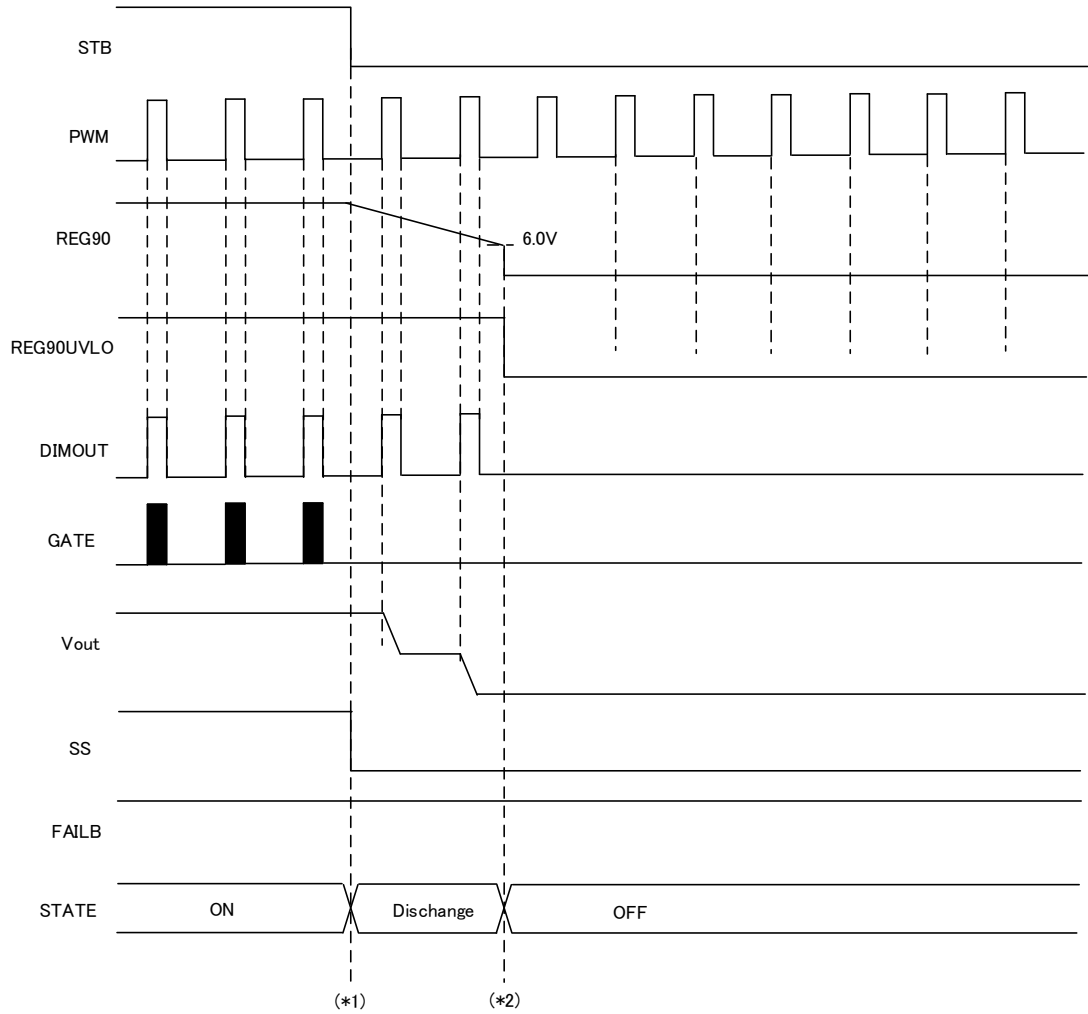 STB
PWM
REG90
6.0V
REG90UVLO
DIMOUT
GATE
Vout
SS
FAILB
STATE ON Dischange OFF
(*1) (*2)